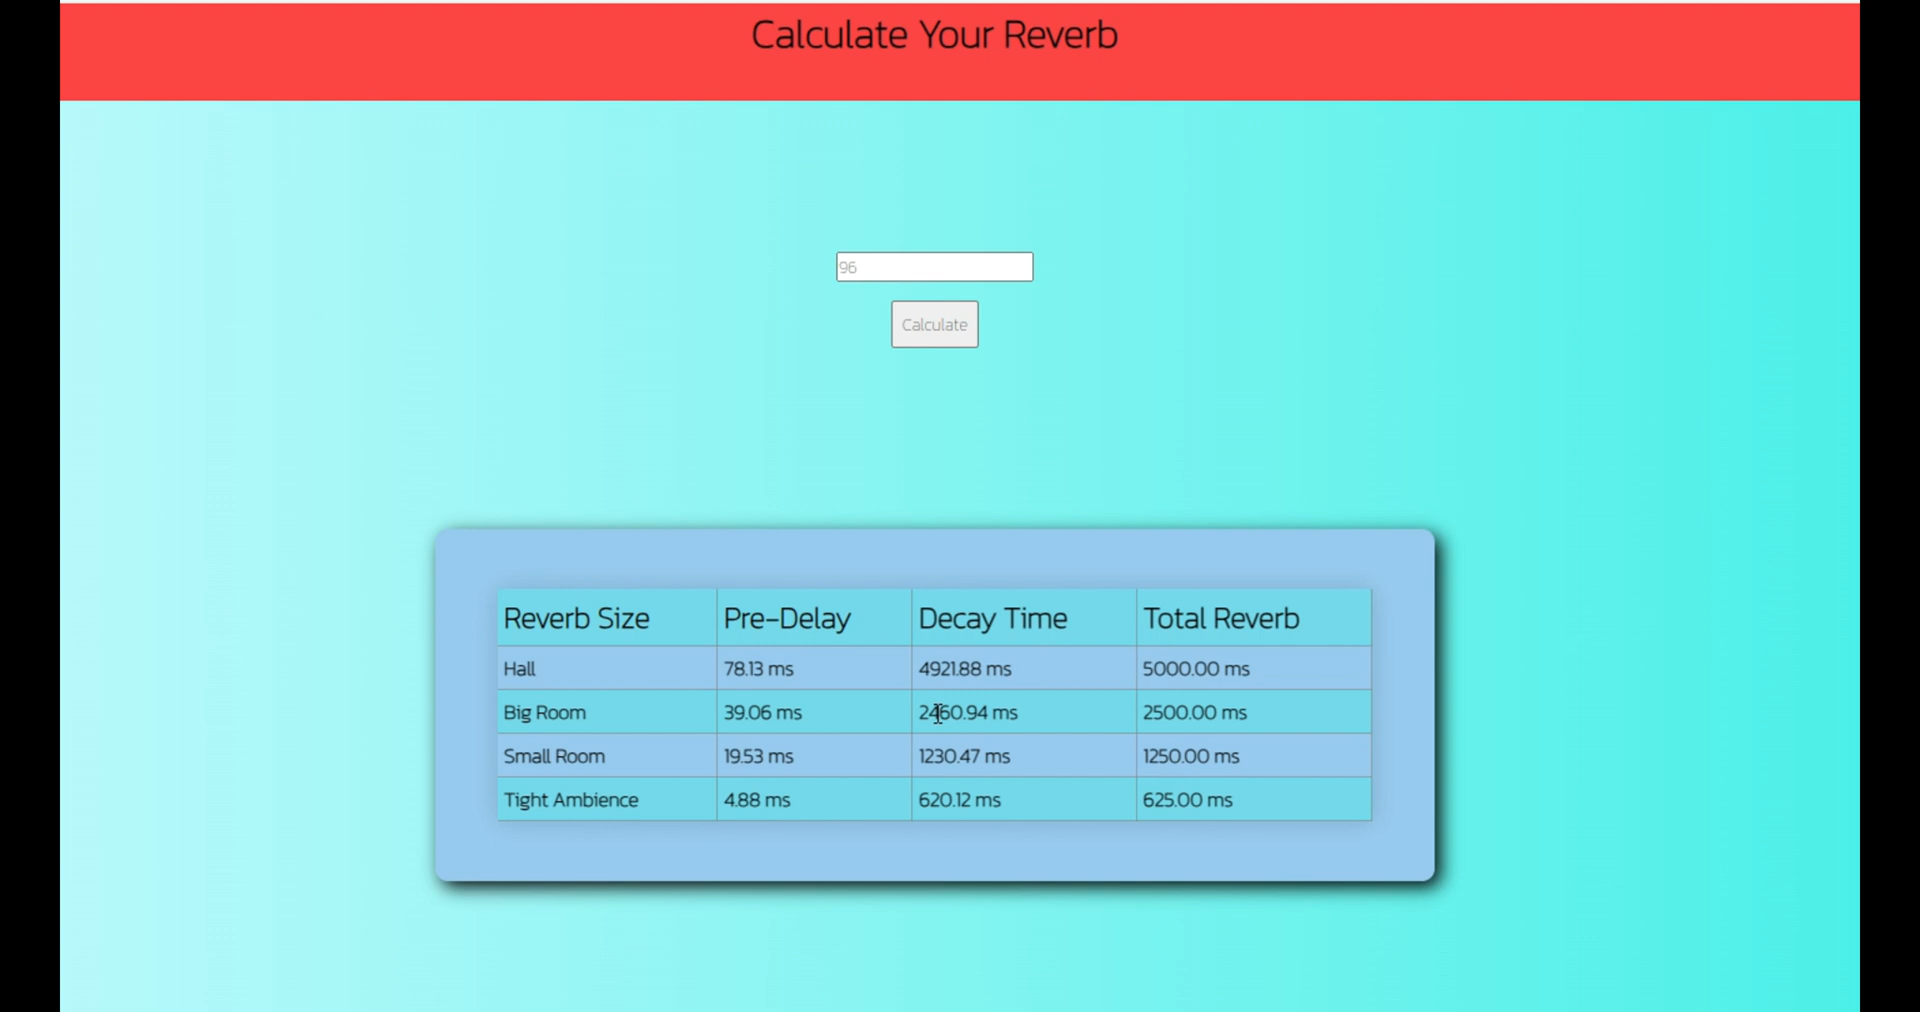 Calculate Your Reverb
96
Calculate
Reverb Size Pre-Delay Decay Time Total Reverb
Hall 78.13 ms 4921.88 ms 5000.00 ms
Big Room 39.06 ms 2460.94 ms 2500.00 ms
Small Room 19.53 ms 1230.47 ms 1250.00 ms
Tight Ambience 4.88 ms 620.12 ms 625.00 ms